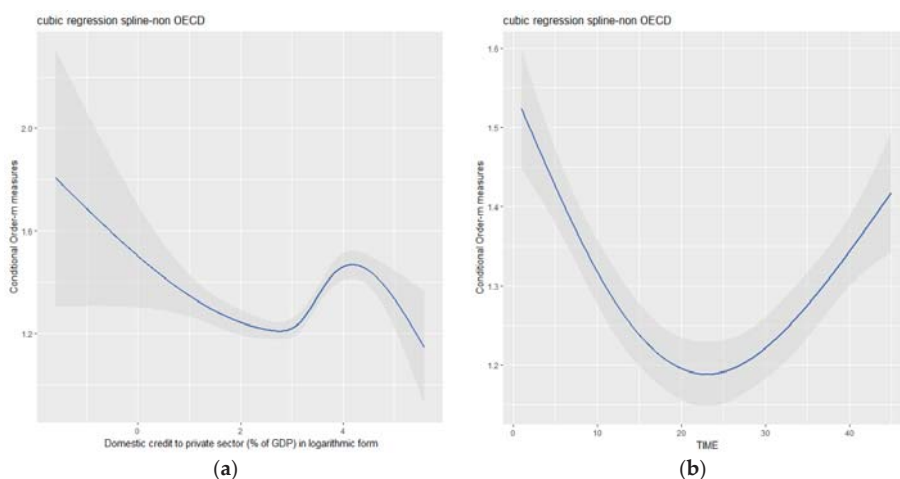 cubic regression spline-non OECD
Conditional Order-m measures
2.0
1.6
1.2
0
2
4
Domestic credit to private sector (% of GDP) in logarithmic form
(a)
cubic regression spline-non OECD
Conditional Order-m measures
1.6
1.5
1.4
1.3
1.2
0
10
20
30
40
TIME
(b)